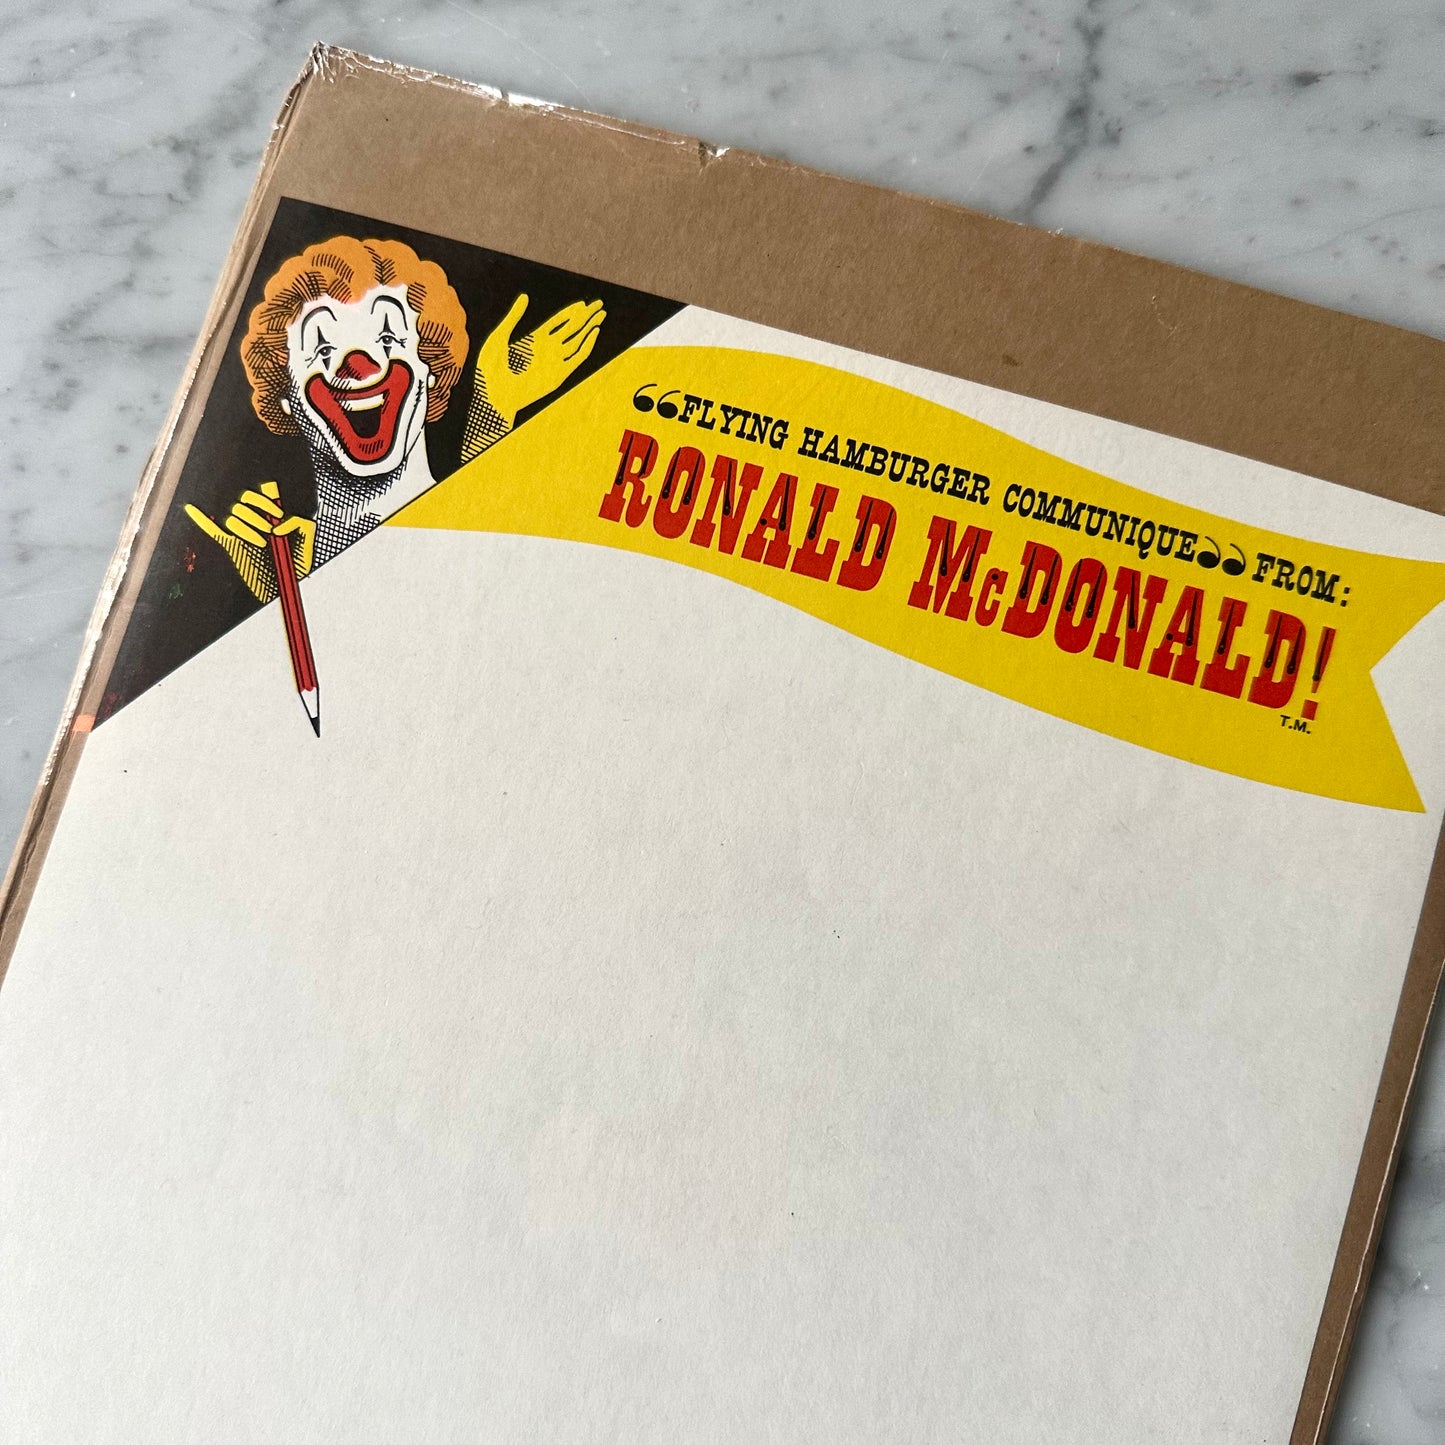 ❝FLYING HAMBURGER COMMUNIQUE❞ FROM:
RONALD McDONALD!
T.M.